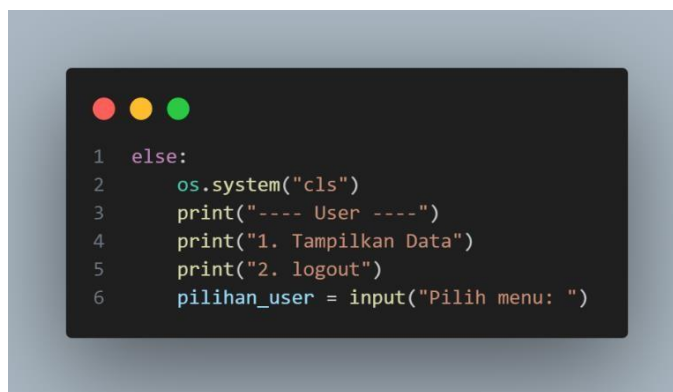 1 else:
2     os.system("cls")
3     print("---- User ----")
4     print("1. Tampilkan Data")
5     print("2. logout")
6     pilihan_user = input("Pilih menu: ")